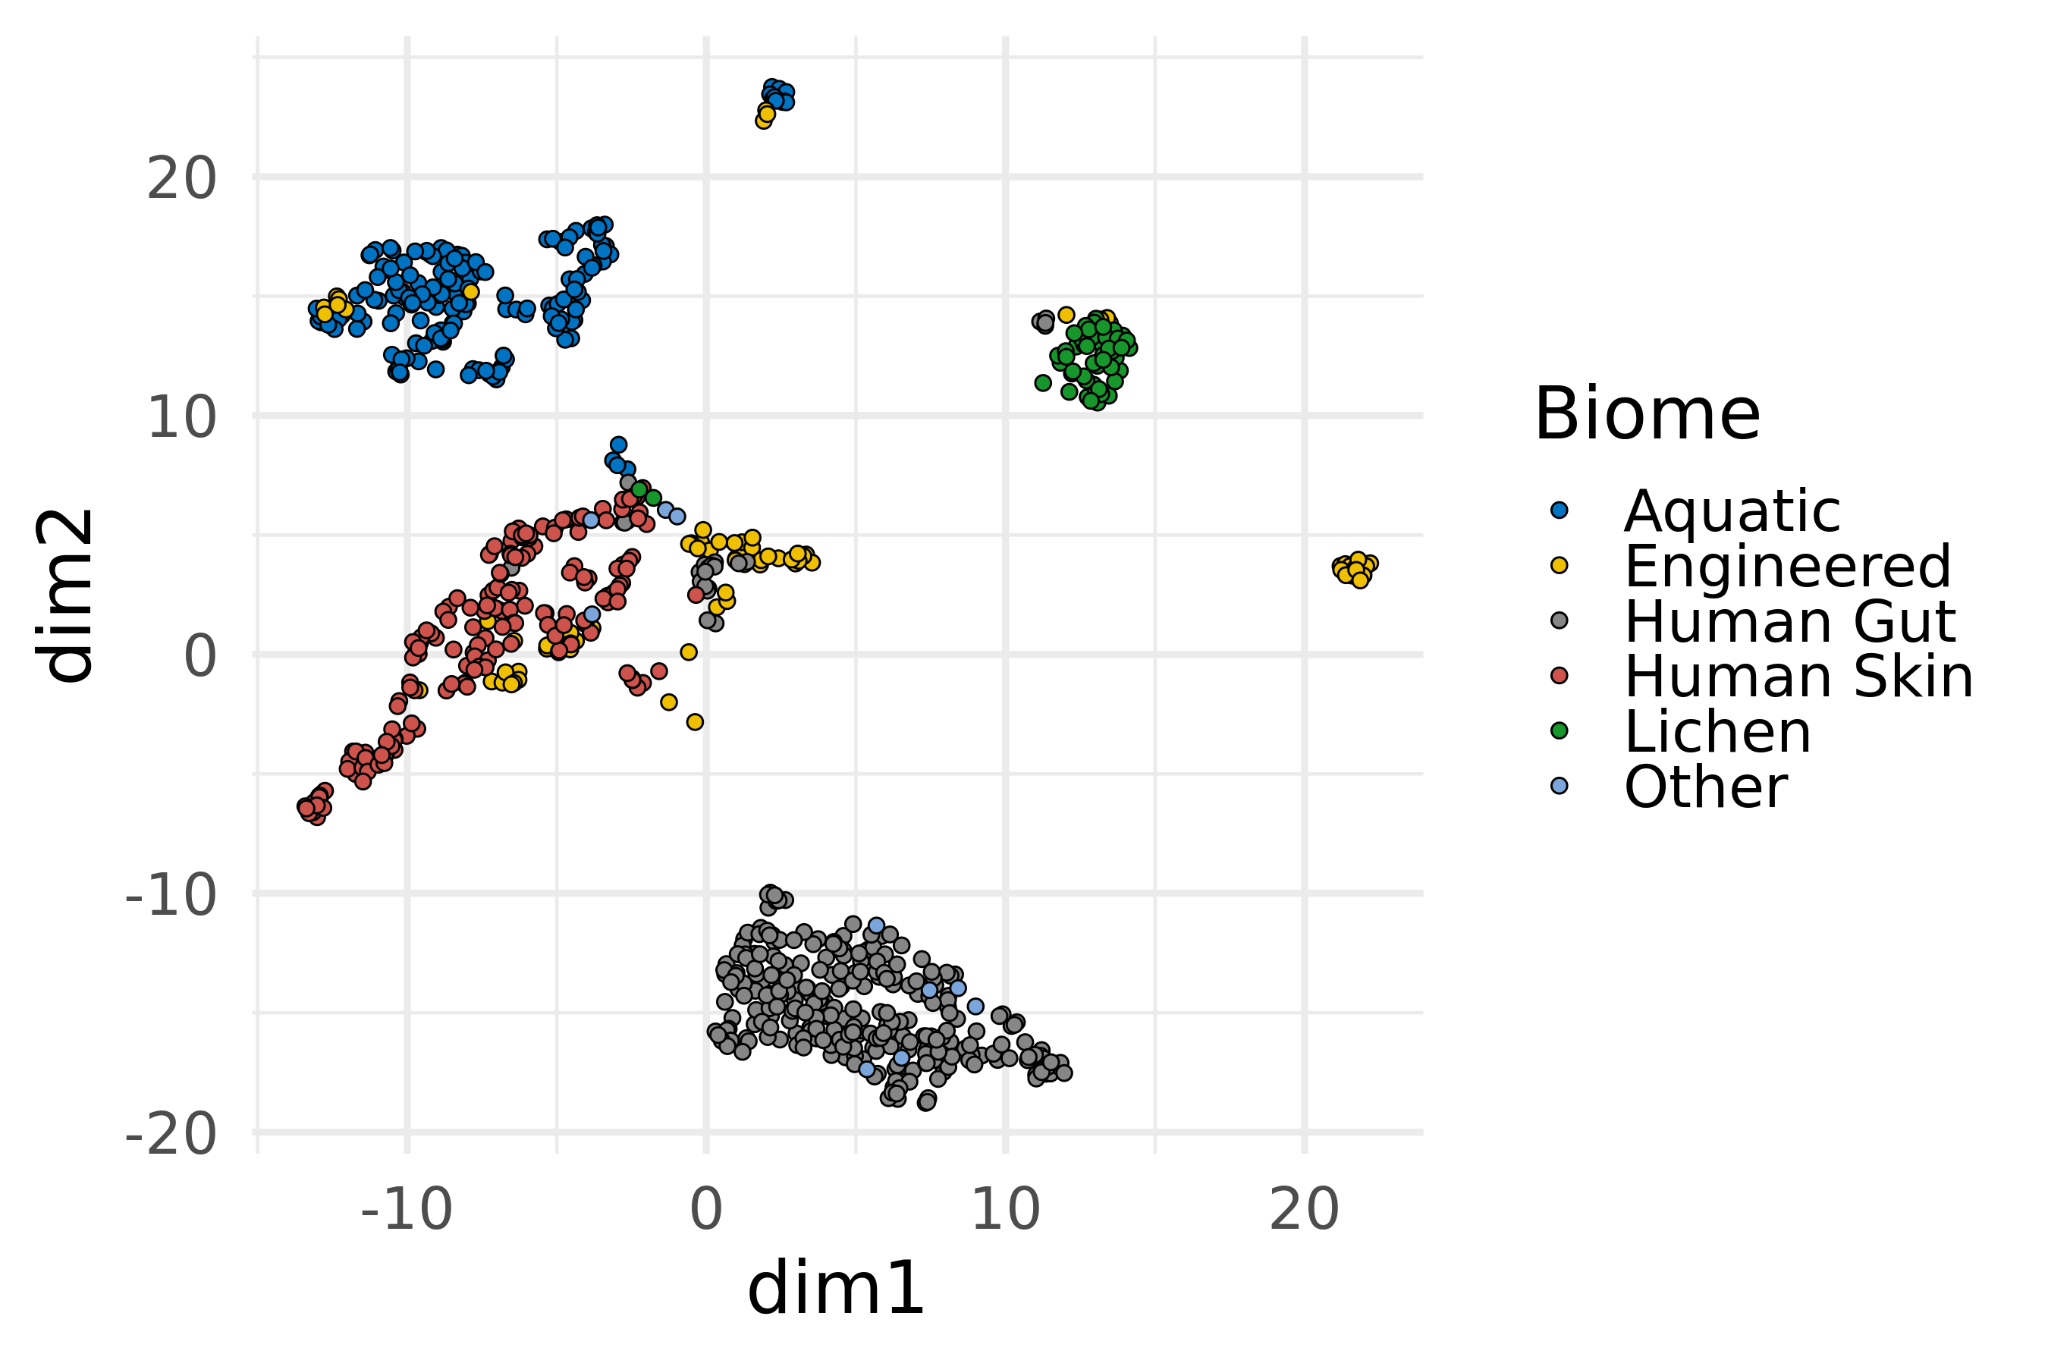 20
10
0
-10
-20
dim2
-10 0 10 20
dim1
Biome
Aquatic
Engineered
Human Gut
Human Skin
Lichen
Other